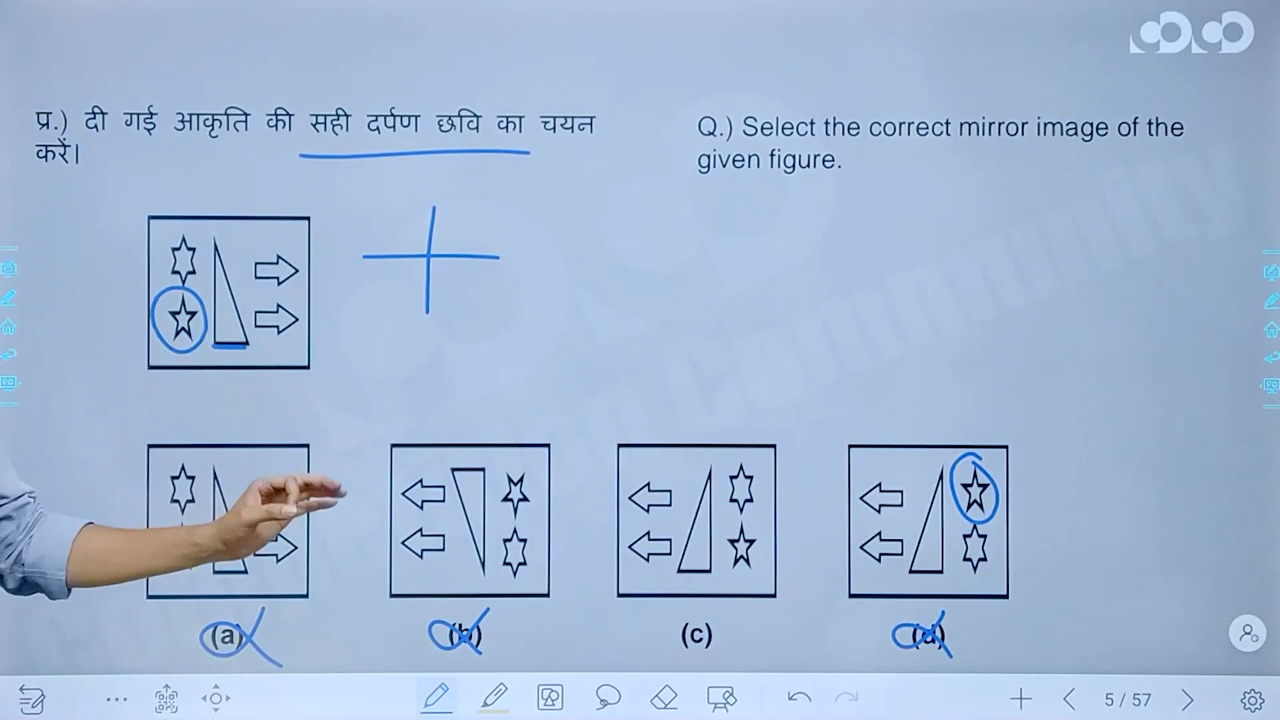 प्र.) दी गई आकृति की सही दर्पण छवि का चयन
करें।
Q.) Select the correct mirror image of the
given figure.
(a)
(b)
(c)
(d)
5 / 57